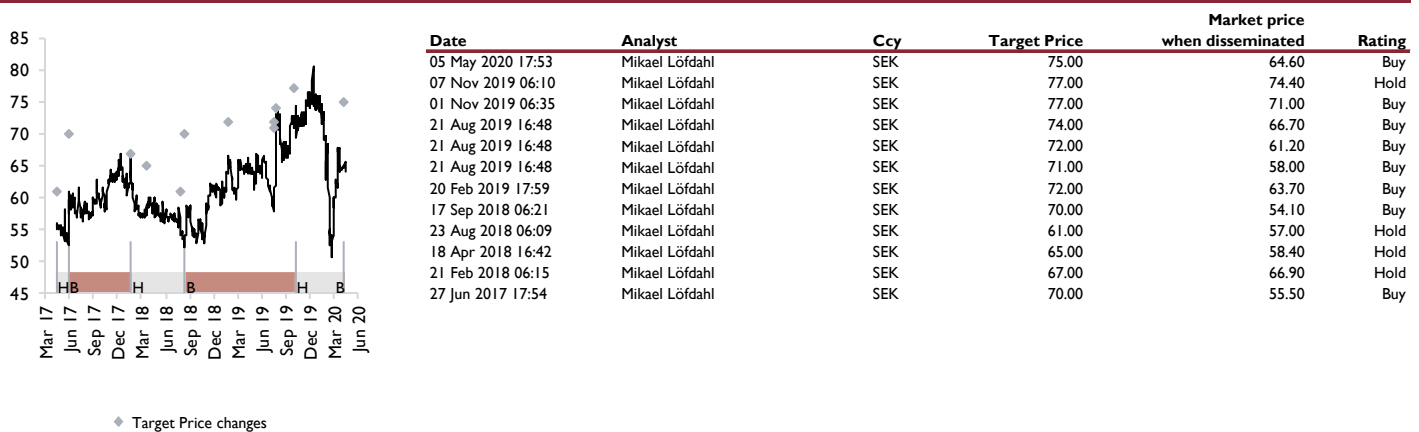 85
80
75
70
65
60
55
50
45
H B H B H B
Mar 17 Jun 17 Sep 17 Dec 17 Mar 18 Jun 18 Sep 18 Dec 18 Mar 19 Jun 19 Sep 19 Dec 19 Mar 20 Jun 20
Target Price changes
Market price
Date Analyst Ccy Target Price when disseminated Rating
05 May 2020 17:53 Mikael Löfdahl SEK 75.00 64.60 Buy
07 Nov 2019 06:10 Mikael Löfdahl SEK 77.00 74.40 Hold
01 Nov 2019 06:35 Mikael Löfdahl SEK 77.00 71.00 Buy
21 Aug 2019 16:48 Mikael Löfdahl SEK 74.00 66.70 Buy
21 Aug 2019 16:48 Mikael Löfdahl SEK 72.00 61.20 Buy
21 Aug 2019 16:48 Mikael Löfdahl SEK 71.00 58.00 Buy
20 Feb 2019 17:59 Mikael Löfdahl SEK 72.00 63.70 Buy
17 Sep 2018 06:21 Mikael Löfdahl SEK 70.00 54.10 Buy
23 Aug 2018 06:09 Mikael Löfdahl SEK 61.00 57.00 Hold
18 Apr 2018 16:42 Mikael Löfdahl SEK 65.00 58.40 Hold
21 Feb 2018 06:15 Mikael Löfdahl SEK 67.00 66.90 Hold
27 Jun 2017 17:54 Mikael Löfdahl SEK 70.00 55.50 Buy